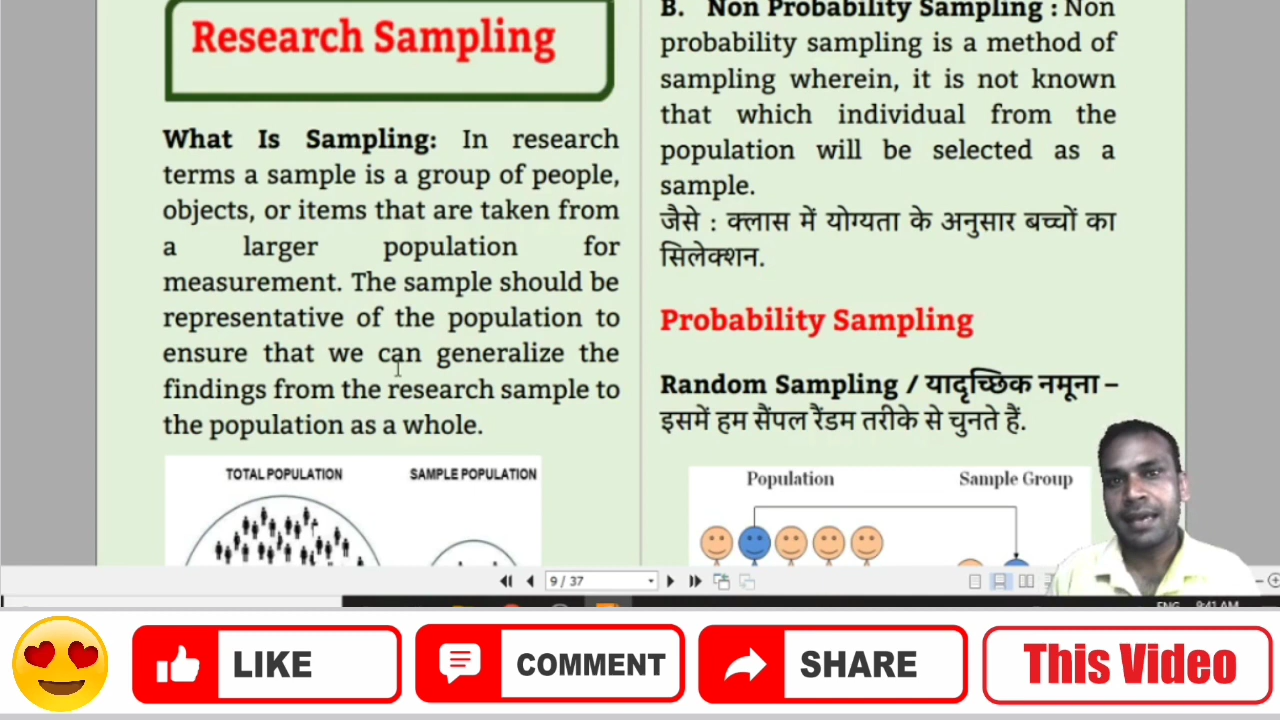 Research Sampling
What Is Sampling: In research
terms a sample is a group of people,
objects, or items that are taken from
a larger population for
measurement. The sample should be
representative of the population to
ensure that we can generalize the
findings from the research sample to
the population as a whole.
TOTAL POPULATION
SAMPLE POPULATION
B. Non Probability Sampling : Non
probability sampling is a method of
sampling wherein, it is not known
that which individual from the
population will be selected as a
sample.
जैसे : क्लास में योग्यता के अनुसार बच्चों का
सिलेक्शन.
Probability Sampling
Random Sampling / यादृच्छिक नमूना –
इसमें हम सैंपल रैंडम तरीके से चुनते हैं.
Population
Sample Group
9 / 37
ENG 9:41 AM
LIKE
COMMENT
SHARE
This Video